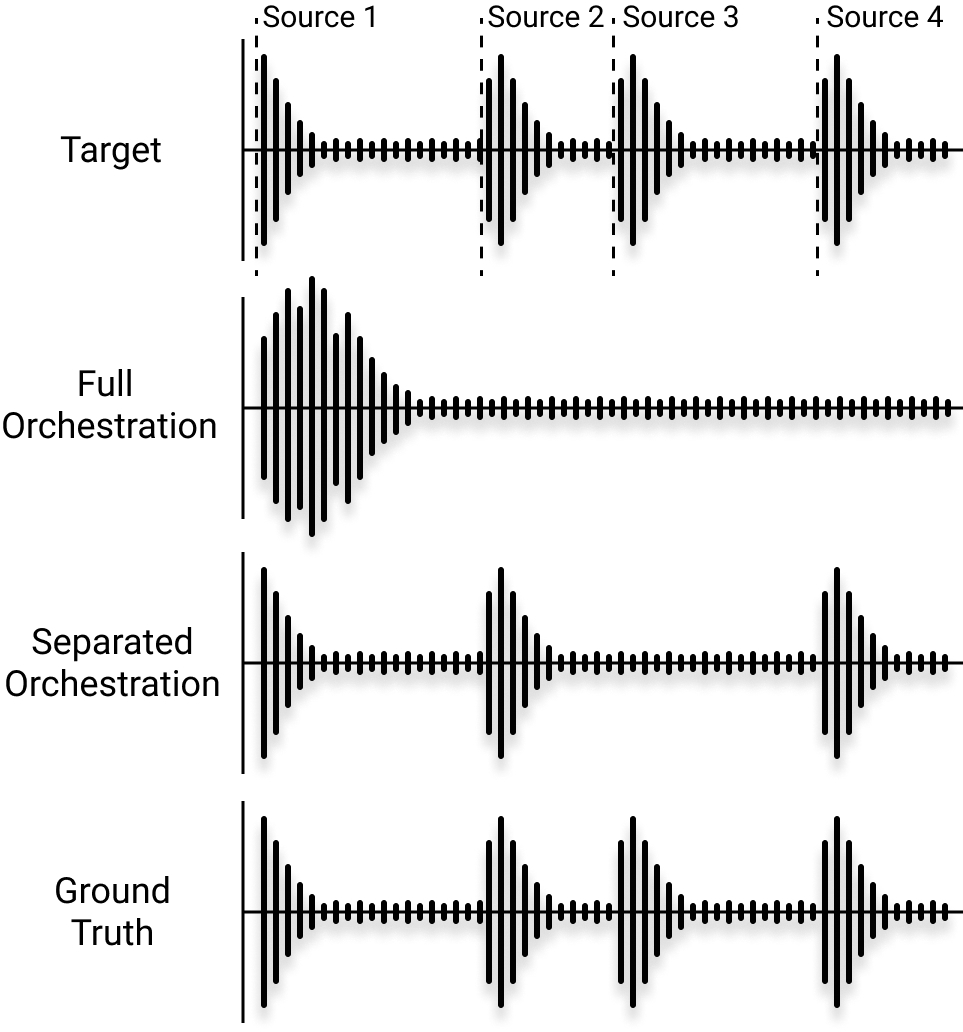 Source 1
Source 2
Source 3
Source 4
Target
Full
Orchestration
Separated
Orchestration
Ground
Truth